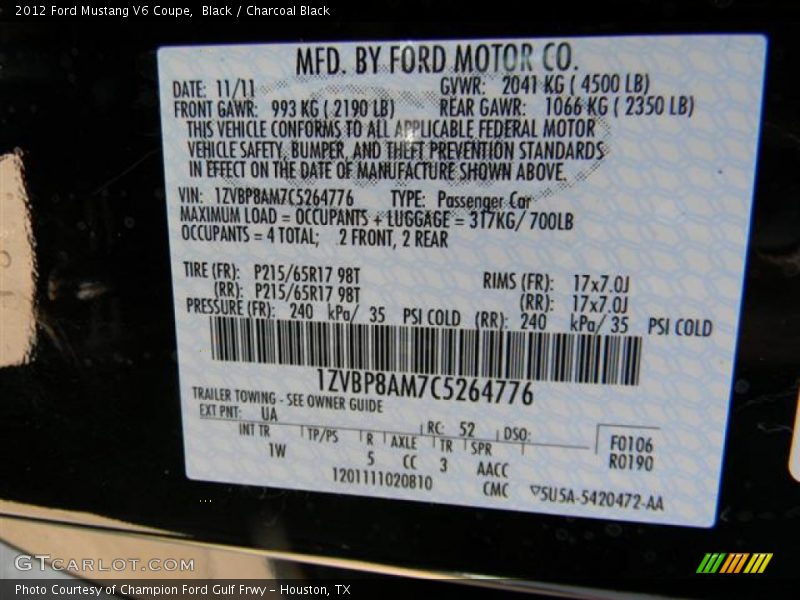 2012 Ford Mustang V6 Coupe, Black / Charcoal Black
MFD. BY FORD MOTOR CO.
DATE: 11/11 GVWR: 2041 KG ( 4500 LB)
FRONT GAWR: 993 KG ( 2190 LB) REAR GAWR: 1066 KG ( 2350 LB)
THIS VEHICLE CONFORMS TO ALL APPLICABLE FEDERAL MOTOR
VEHICLE SAFETY, BUMPER, AND THEFT PREVENTION STANDARDS
IN EFFECT ON THE DATE OF MANUFACTURE SHOWN ABOVE.
VIN: 1ZVBP8AM7C5264776 TYPE: Passenger Car
MAXIMUM LOAD = OCCUPANTS + LUGGAGE = 317KG/ 700LB
OCCUPANTS = 4 TOTAL; 2 FRONT, 2 REAR
TIRE (FR): P215/65R17 98T RIMS (FR): 17x7.0J
(RR): P215/65R17 98T (RR): 17x7.0J
PRESSURE (FR): 240 kPa/ 35 PSI COLD (RR): 240 kPa/ 35 PSI COLD
1ZVBP8AM7C5264776
TRAILER TOWING - SEE OWNER GUIDE
EXT PNT: UA RC: 52 DSO: F0106
INT TR TP/PS R AXLE TR SPR R0190
1W 5 CC 3 AACC
1201111020810 CMC ▽5U5A-5420472-AA
GTCARLOT.COM
Photo Courtesy of Champion Ford Gulf Frwy - Houston, TX